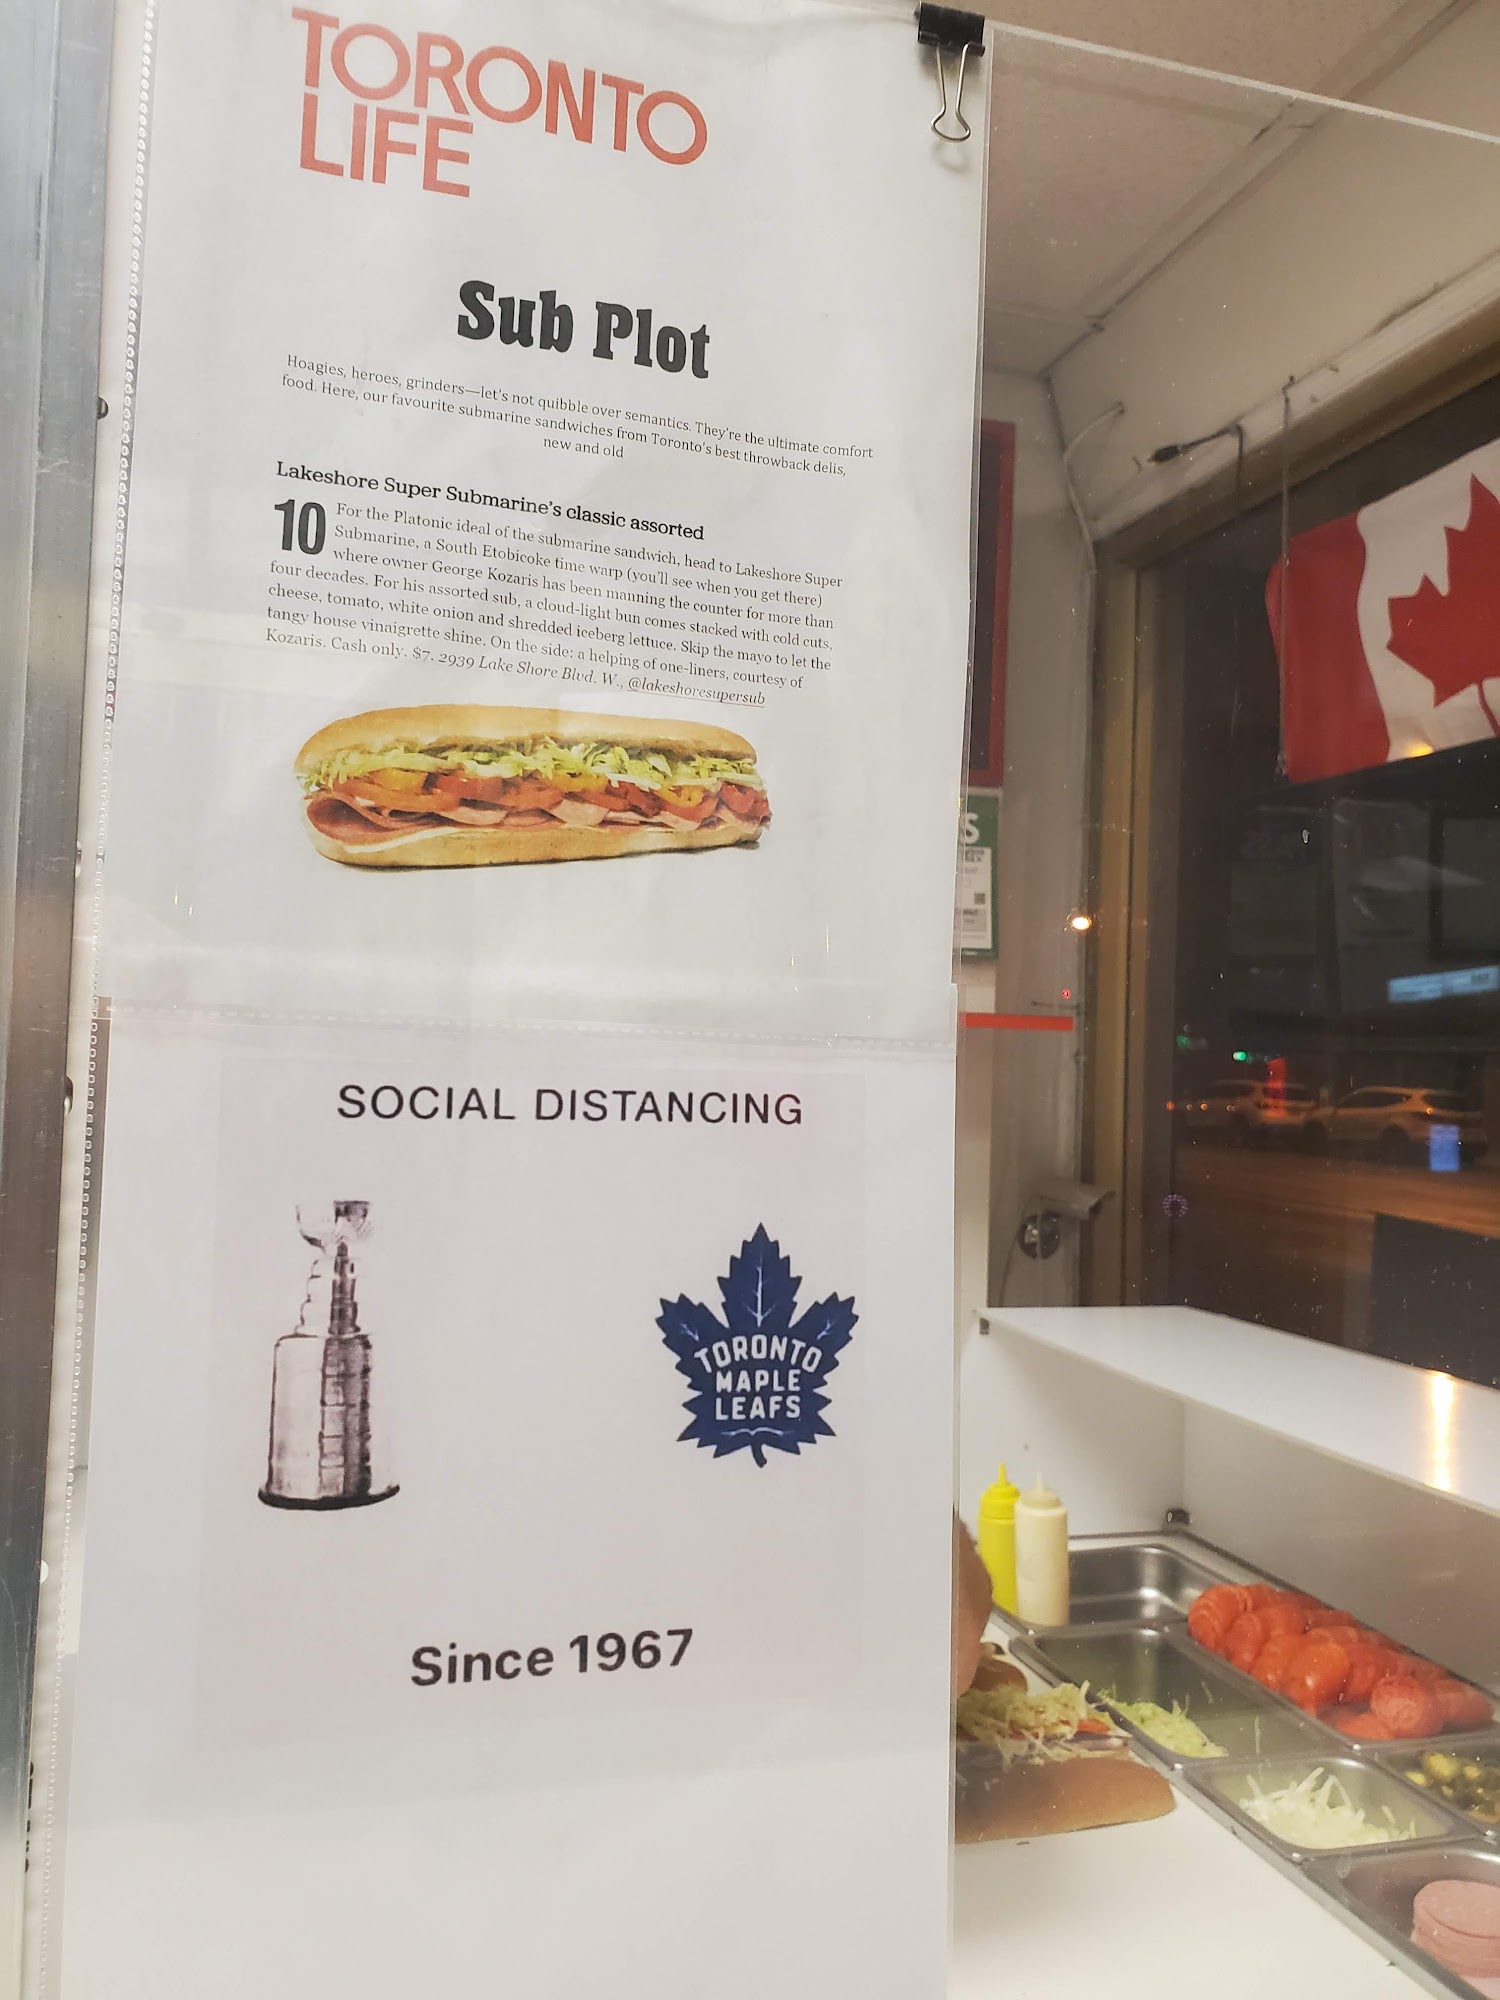 TORONTO
LIFE
Sub Plot
Hoagies, heroes, grinders—let's not quibble over semantics. They're the ultimate comfort
food. Here, our favourite submarine sandwiches from Toronto's best throwback delis,
new and old
Lakeshore Super Submarine's classic assorted
10 For the Platonic ideal of the submarine sandwich, head to Lakeshore Super
Submarine, a South Etobicoke time warp (you'll see when you get there)
where owner George Kozaris has been manning the counter for more than
four decades. For his assorted sub, a cloud-light bun comes stacked with cold cuts,
cheese, tomato, white onion and shredded iceberg lettuce. Skip the mayo to let the
tangy house vinaigrette shine. On the side: a helping of one-liners, courtesy of
Kozaris. Cash only. $7. 2939 Lake Shore Blvd. W., @lakeshoresupersub
SOCIAL DISTANCING
TORONTO
MAPLE
LEAFS
Since 1967